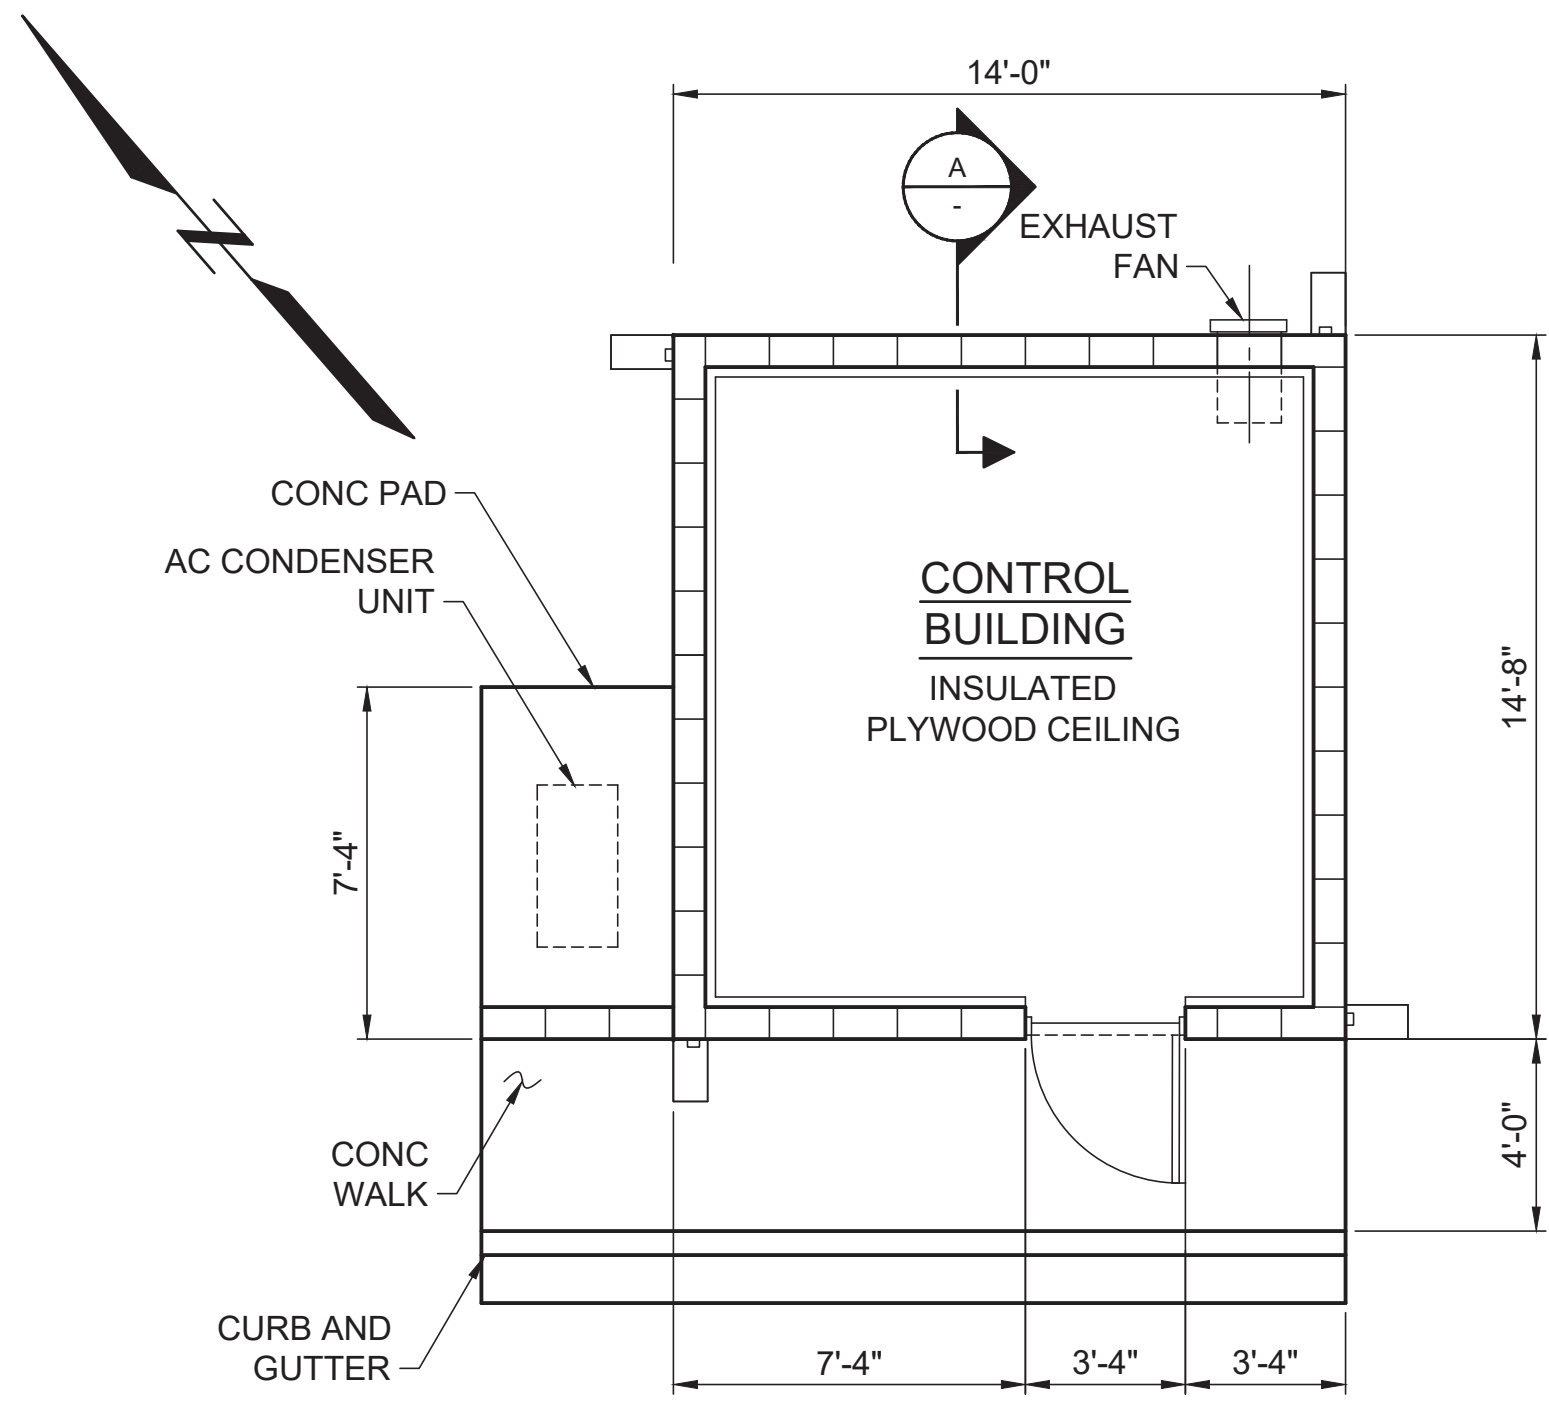 14'-0"
A
-
EXHAUST
FAN
CONC PAD
AC CONDENSER
UNIT
CONTROL
BUILDING
INSULATED
PLYWOOD CEILING
14'-8"
7'-4"
4'-0"
CONC
WALK
CURB AND
GUTTER
7'-4"
3'-4"
3'-4"